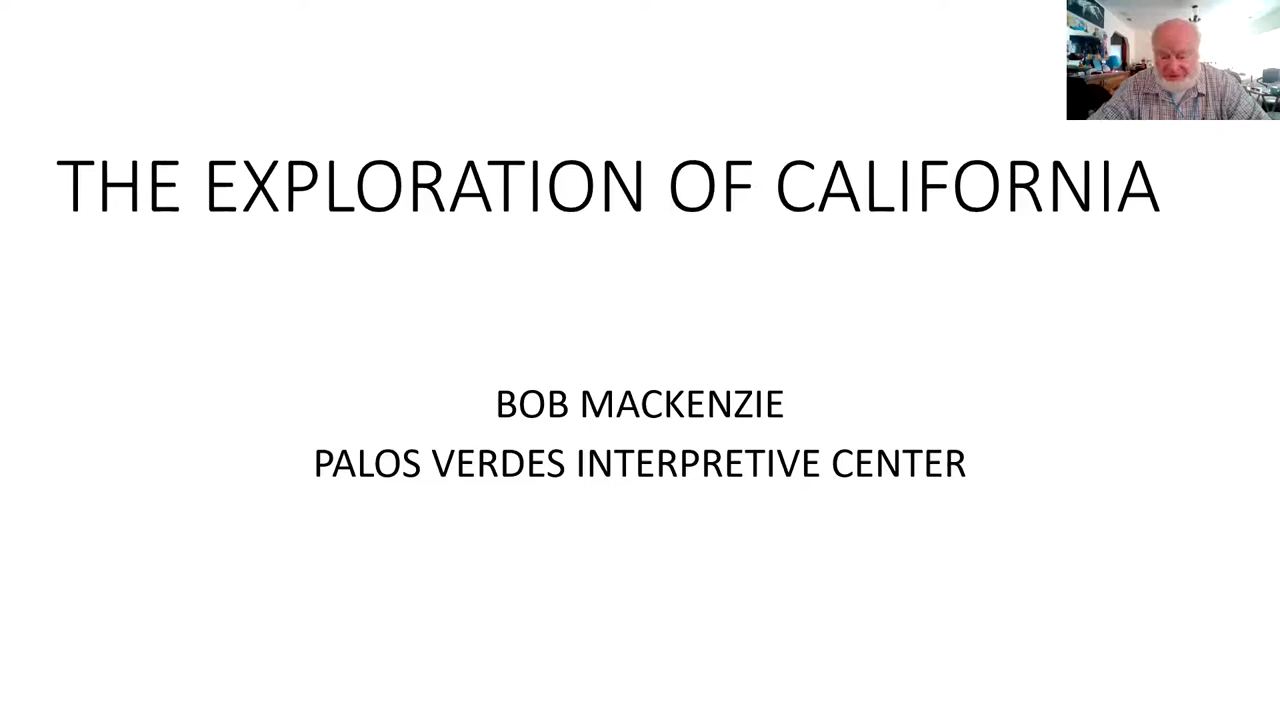 THE EXPLORATION OF CALIFORNIA
BOB MACKENZIE
PALOS VERDES INTERPRETIVE CENTER